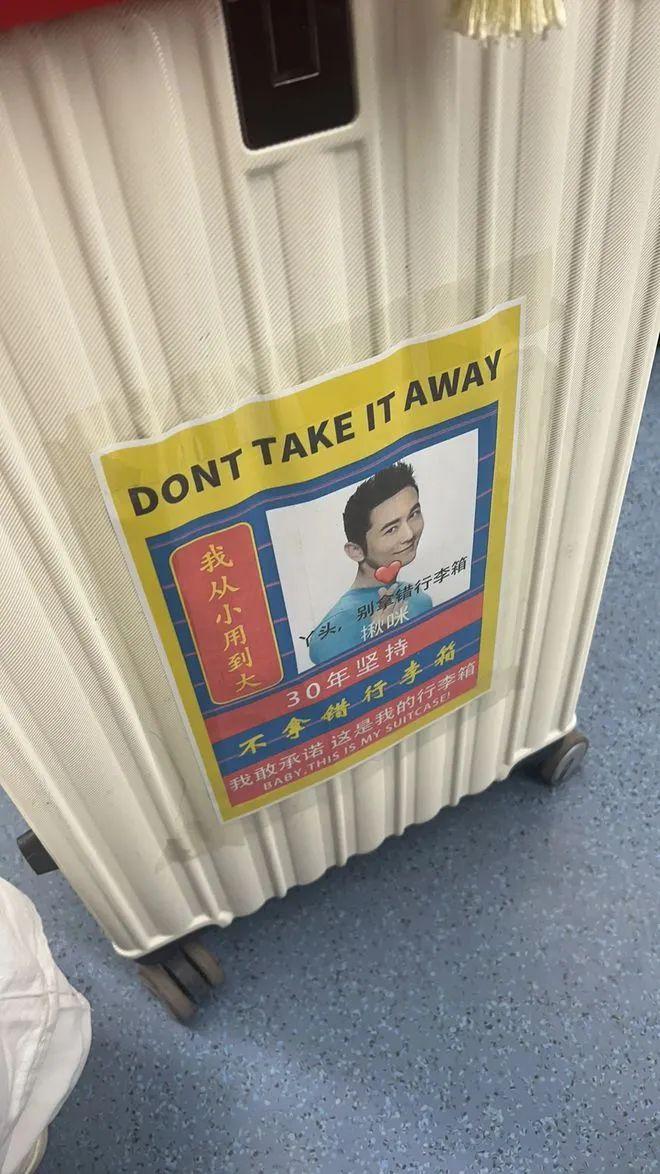 DONT TAKE IT AWAY
我从小用到大
丫头，别拿错行李箱
揪咪
30年坚持
不拿错行李箱
我敢承诺 这是我的行李箱
BABY,THIS IS MY SUITCASE!